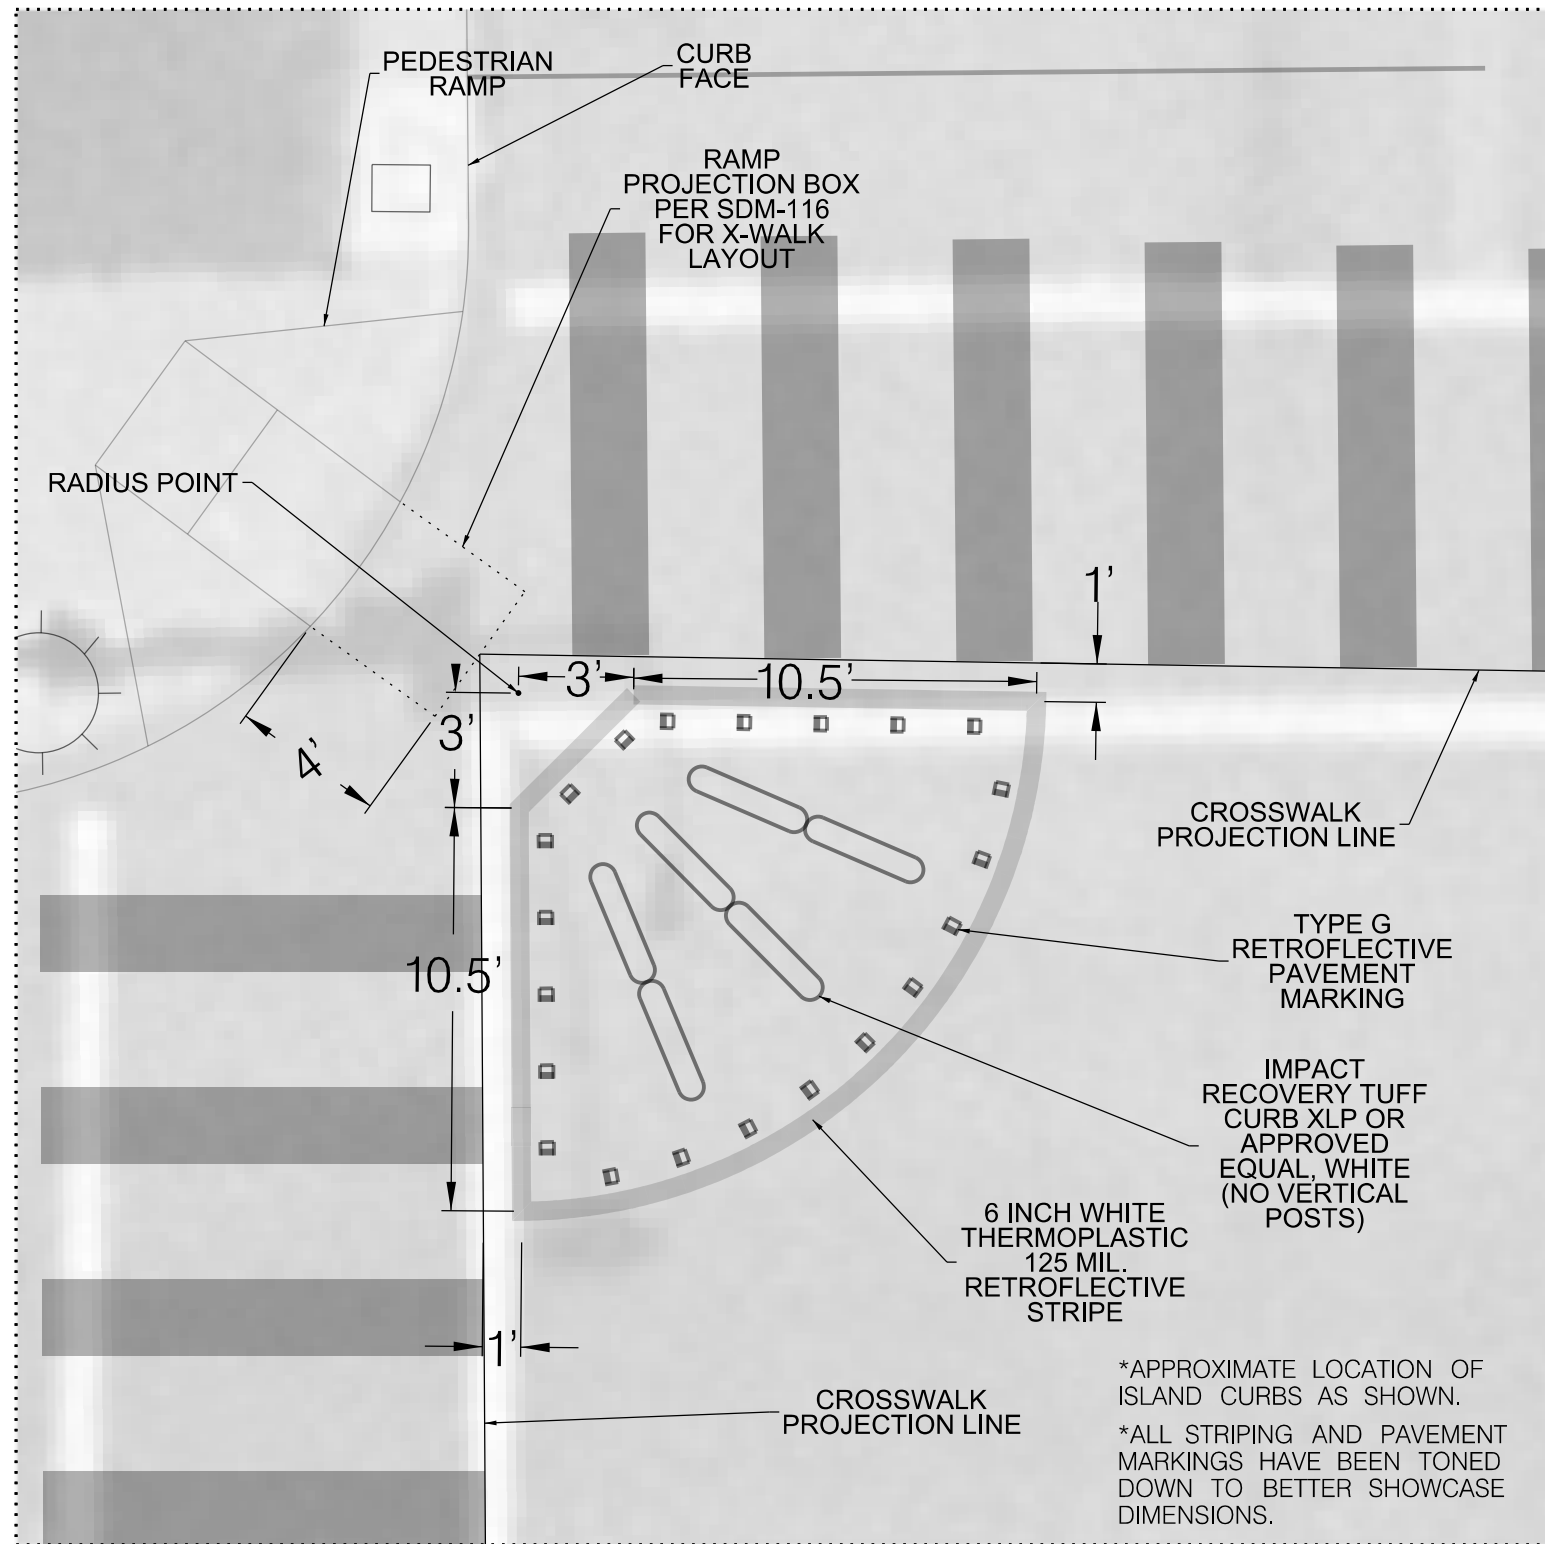 PEDESTRIAN
RAMP
CURB
FACE
RAMP
PROJECTION BOX
PER SDM-116
FOR X-WALK
LAYOUT
RADIUS POINT
1’
3’
10.5’
3’
4’
CROSSWALK
PROJECTION LINE
TYPE G
RETROFLECTIVE
PAVEMENT
MARKING
10.5’
IMPACT
RECOVERY TUFF
CURB XLP OR
APPROVED
EQUAL, WHITE
(NO VERTICAL
POSTS)
6 INCH WHITE
THERMOPLASTIC
125 MIL.
RETROFLECTIVE
STRIPE
1’
CROSSWALK
PROJECTION LINE
*APPROXIMATE LOCATION OF
ISLAND CURBS AS SHOWN.
*ALL STRIPING AND PAVEMENT
MARKINGS HAVE BEEN TONED
DOWN TO BETTER SHOWCASE
DIMENSIONS.